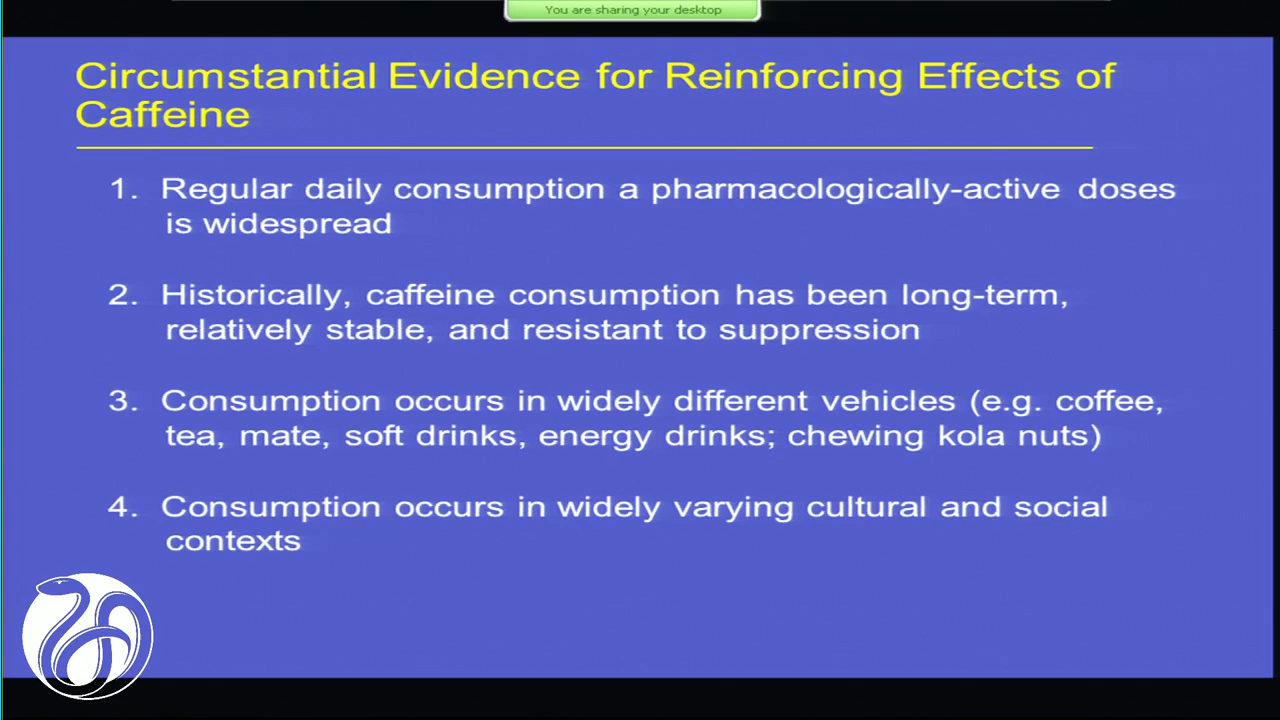 You are sharing your desktop
Circumstantial Evidence for Reinforcing Effects of
Caffeine
1. Regular daily consumption a pharmacologically-active doses
is widespread
2. Historically, caffeine consumption has been long-term,
relatively stable, and resistant to suppression
3. Consumption occurs in widely different vehicles (e.g. coffee,
tea, mate, soft drinks, energy drinks; chewing kola nuts)
4. Consumption occurs in widely varying cultural and social
contexts